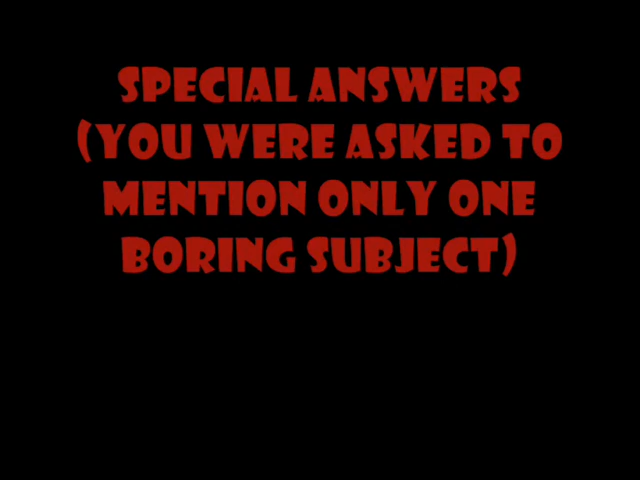 SPECIAL ANSWERS
(YOU WERE ASKED TO
MENTION ONLY ONE
BORING SUBJECT)